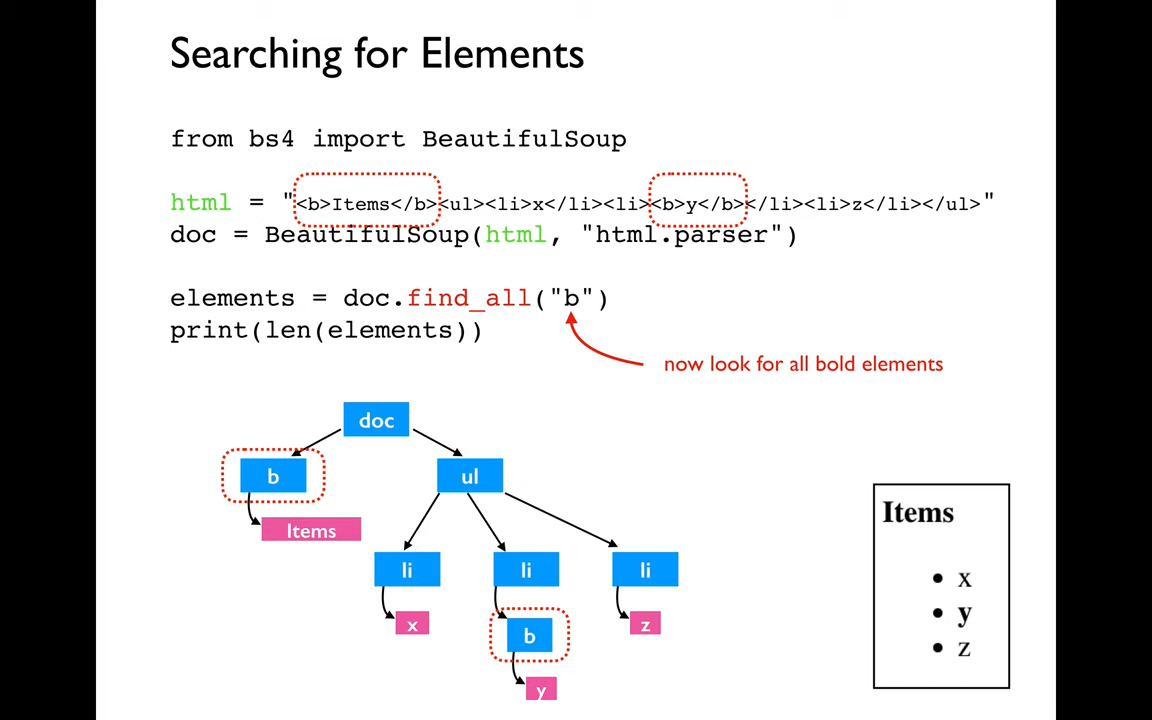 Searching for Elements
from bs4 import BeautifulSoup
html = "<b>Items</b><ul><li>x</li><li><b>y</b></li><li>z</li></ul>"
doc = BeautifulSoup(html, "html.parser")
elements = doc.find_all("b")
print(len(elements))
now look for all bold elements
doc
b
ul
Items
li
li
li
x
b
z
y
Items
• x
• y
• z